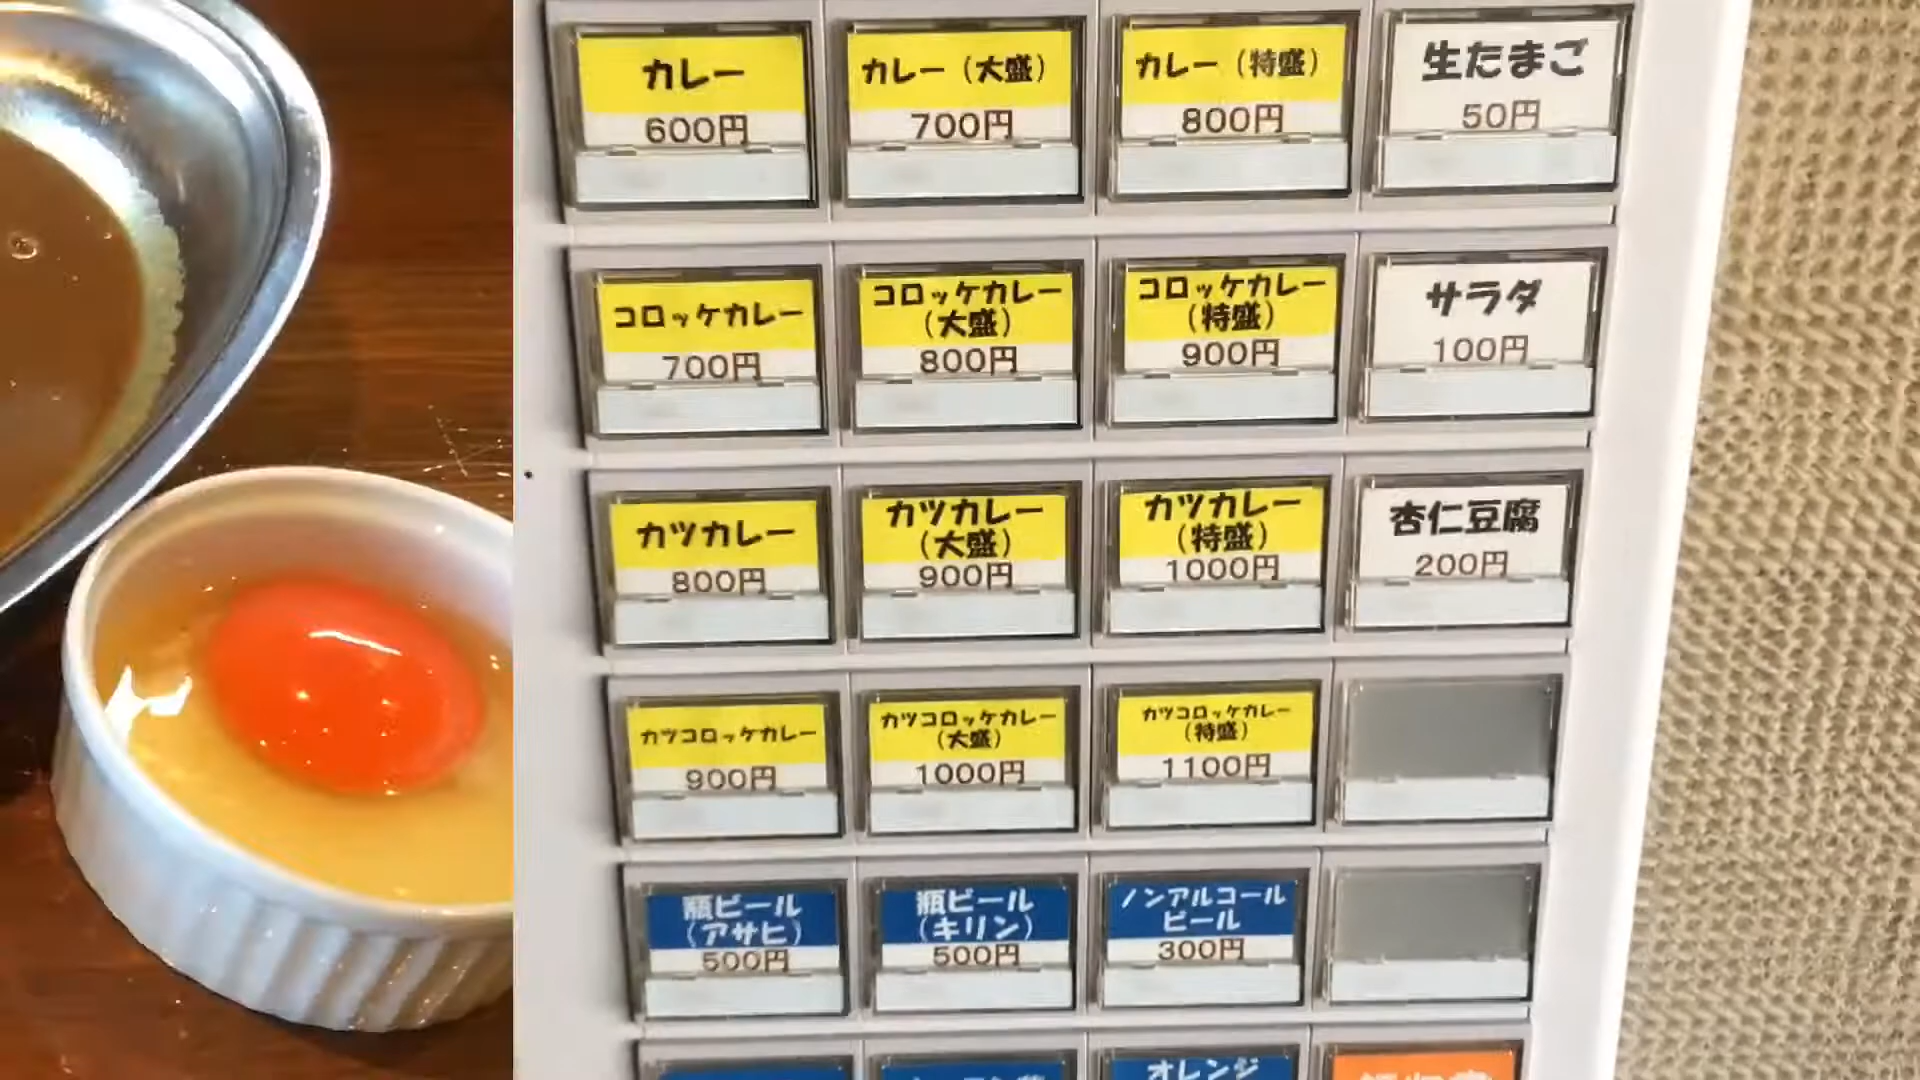 カレー
600円
カレー（大盛）
700円
カレー（特盛）
800円
生たまご
50円
コロッケカレー
700円
コロッケカレー
（大盛）
800円
コロッケカレー
（特盛）
900円
サラダ
100円
カツカレー
800円
カツカレー
（大盛）
900円
カツカレー
（特盛）
1000円
杏仁豆腐
200円
カツコロッケカレー
900円
カツコロッケカレー
（大盛）
1000円
カツコロッケカレー
（特盛）
1100円
瓶ビール
（アサヒ）
500円
瓶ビール
（キリン）
500円
ノンアルコール
ビール
300円
オレンジ